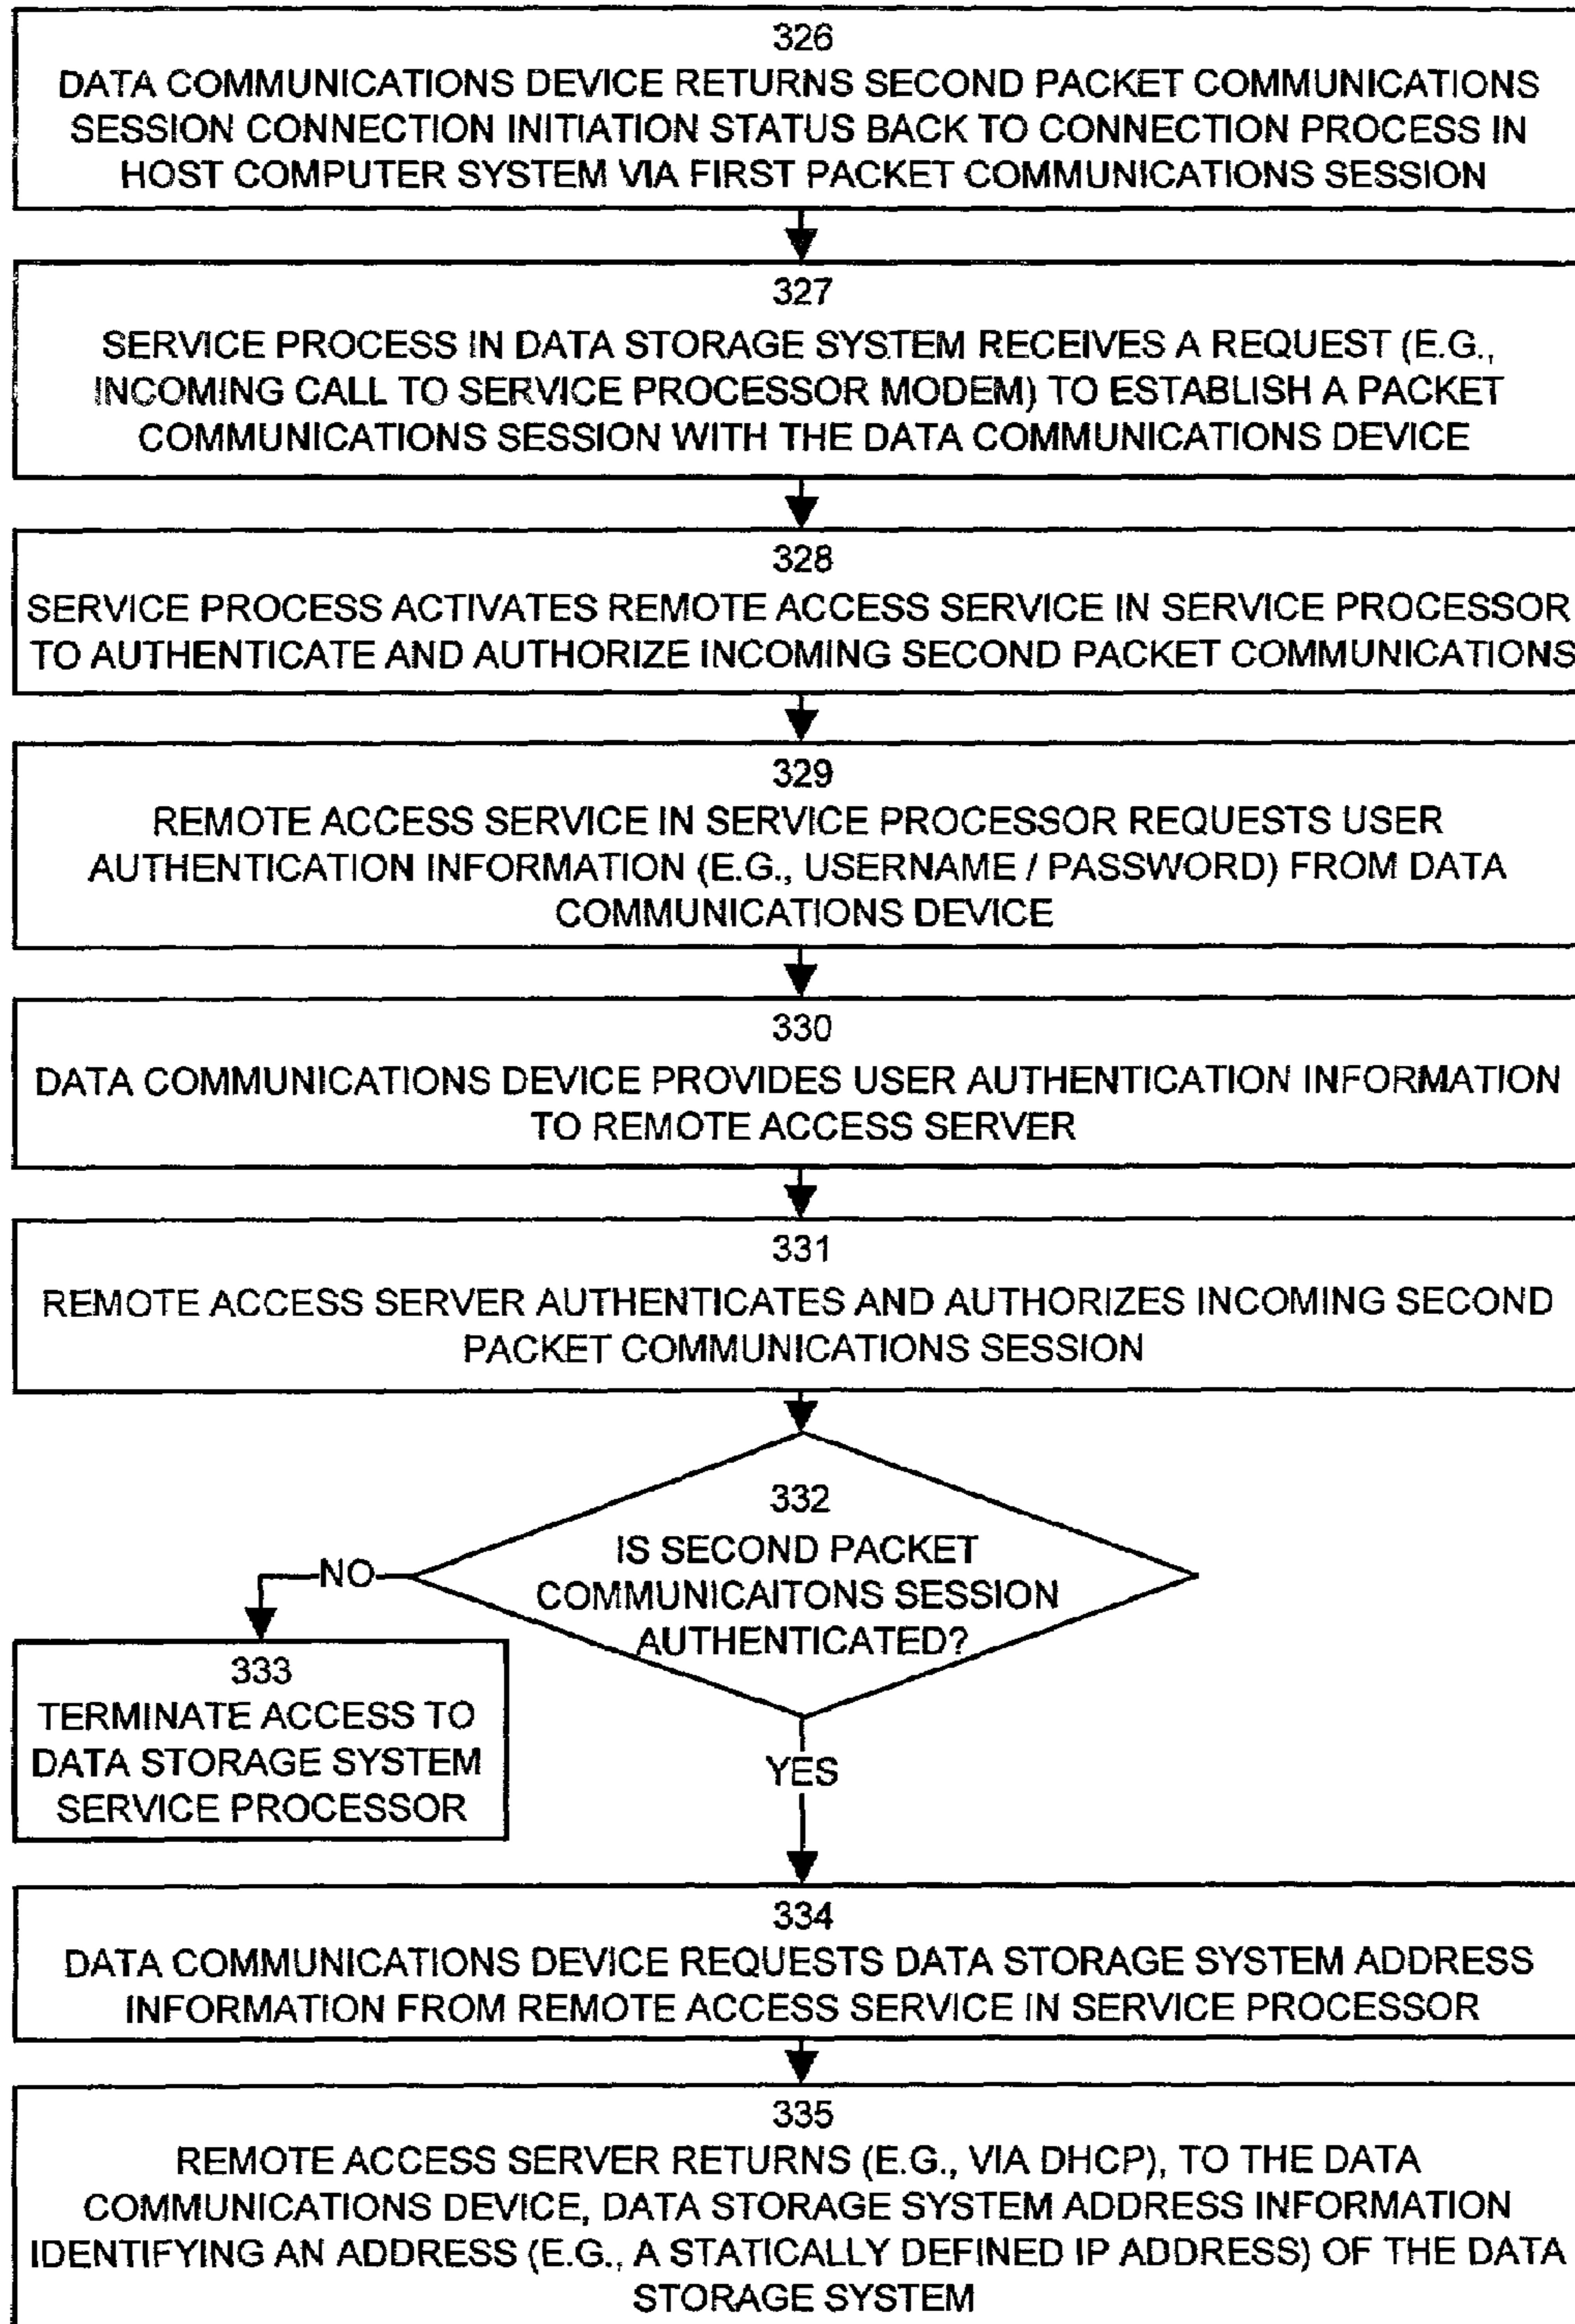 326
DATA COMMUNICATIONS DEVICE RETURNS SECOND PACKET COMMUNICATIONS
SESSION CONNECTION INITIATION STATUS BACK TO CONNECTION PROCESS IN
HOST COMPUTER SYSTEM VIA FIRST PACKET COMMUNICATIONS SESSION
327
SERVICE PROCESS IN DATA STORAGE SYSTEM RECEIVES A REQUEST (E.G.,
INCOMING CALL TO SERVICE PROCESSOR MODEM) TO ESTABLISH A PACKET
COMMUNICATIONS SESSION WITH THE DATA COMMUNICATIONS DEVICE
328
SERVICE PROCESS ACTIVATES REMOTE ACCESS SERVICE IN SERVICE PROCESSOR
TO AUTHENTICATE AND AUTHORIZE INCOMING SECOND PACKET COMMUNICATIONS
329
REMOTE ACCESS SERVICE IN SERVICE PROCESSOR REQUESTS USER
AUTHENTICATION INFORMATION (E.G., USERNAME / PASSWORD) FROM DATA
COMMUNICATIONS DEVICE
330
DATA COMMUNICATIONS DEVICE PROVIDES USER AUTHENTICATION INFORMATION
TO REMOTE ACCESS SERVER
331
REMOTE ACCESS SERVER AUTHENTICATES AND AUTHORIZES INCOMING SECOND
PACKET COMMUNICATIONS SESSION
332
IS SECOND PACKET
COMMUNICAITONS SESSION
AUTHENTICATED?
NO
333
TERMINATE ACCESS TO
DATA STORAGE SYSTEM
SERVICE PROCESSOR
YES
334
DATA COMMUNICATIONS DEVICE REQUESTS DATA STORAGE SYSTEM ADDRESS
INFORMATION FROM REMOTE ACCESS SERVICE IN SERVICE PROCESSOR
335
REMOTE ACCESS SERVER RETURNS (E.G., VIA DHCP), TO THE DATA
COMMUNICATIONS DEVICE, DATA STORAGE SYSTEM ADDRESS INFORMATION
IDENTIFYING AN ADDRESS (E.G., A STATICALLY DEFINED IP ADDRESS) OF THE DATA
STORAGE SYSTEM